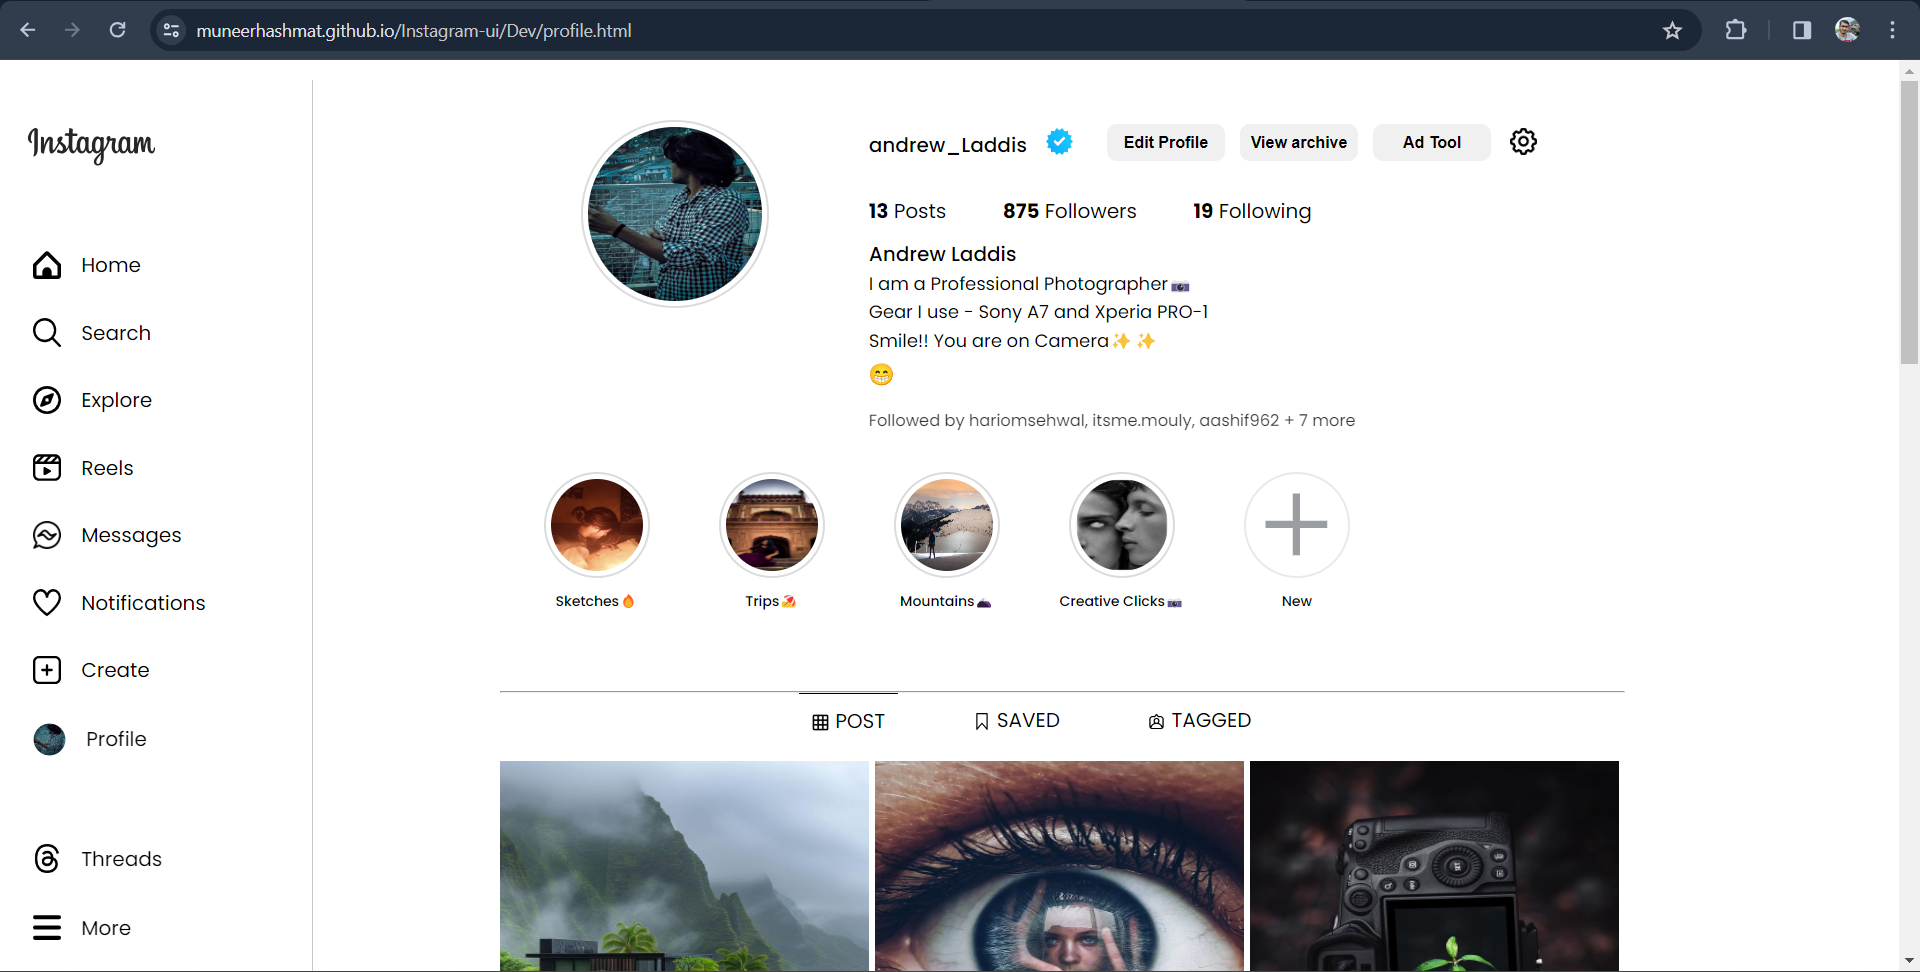 muneerhashmat.github.io/Instagram-ui/Dev/profile.html
Instagram
Home
Search
Explore
Reels
Messages
Notifications
Create
Profile
Threads
More
andrew_Laddis
Edit Profile
View archive
Ad Tool
13 Posts
875 Followers
19 Following
Andrew Laddis
I am a Professional Photographer📷
Gear I use - Sony A7 and Xperia PRO-1
Smile!! You are on Camera✨ ✨
😁
Followed by hariomsehwal, itsme.mouly, aashif962 + 7 more
Sketches🔥
Trips🏖
Mountains⛰
Creative Clicks📷
New
POST
SAVED
TAGGED